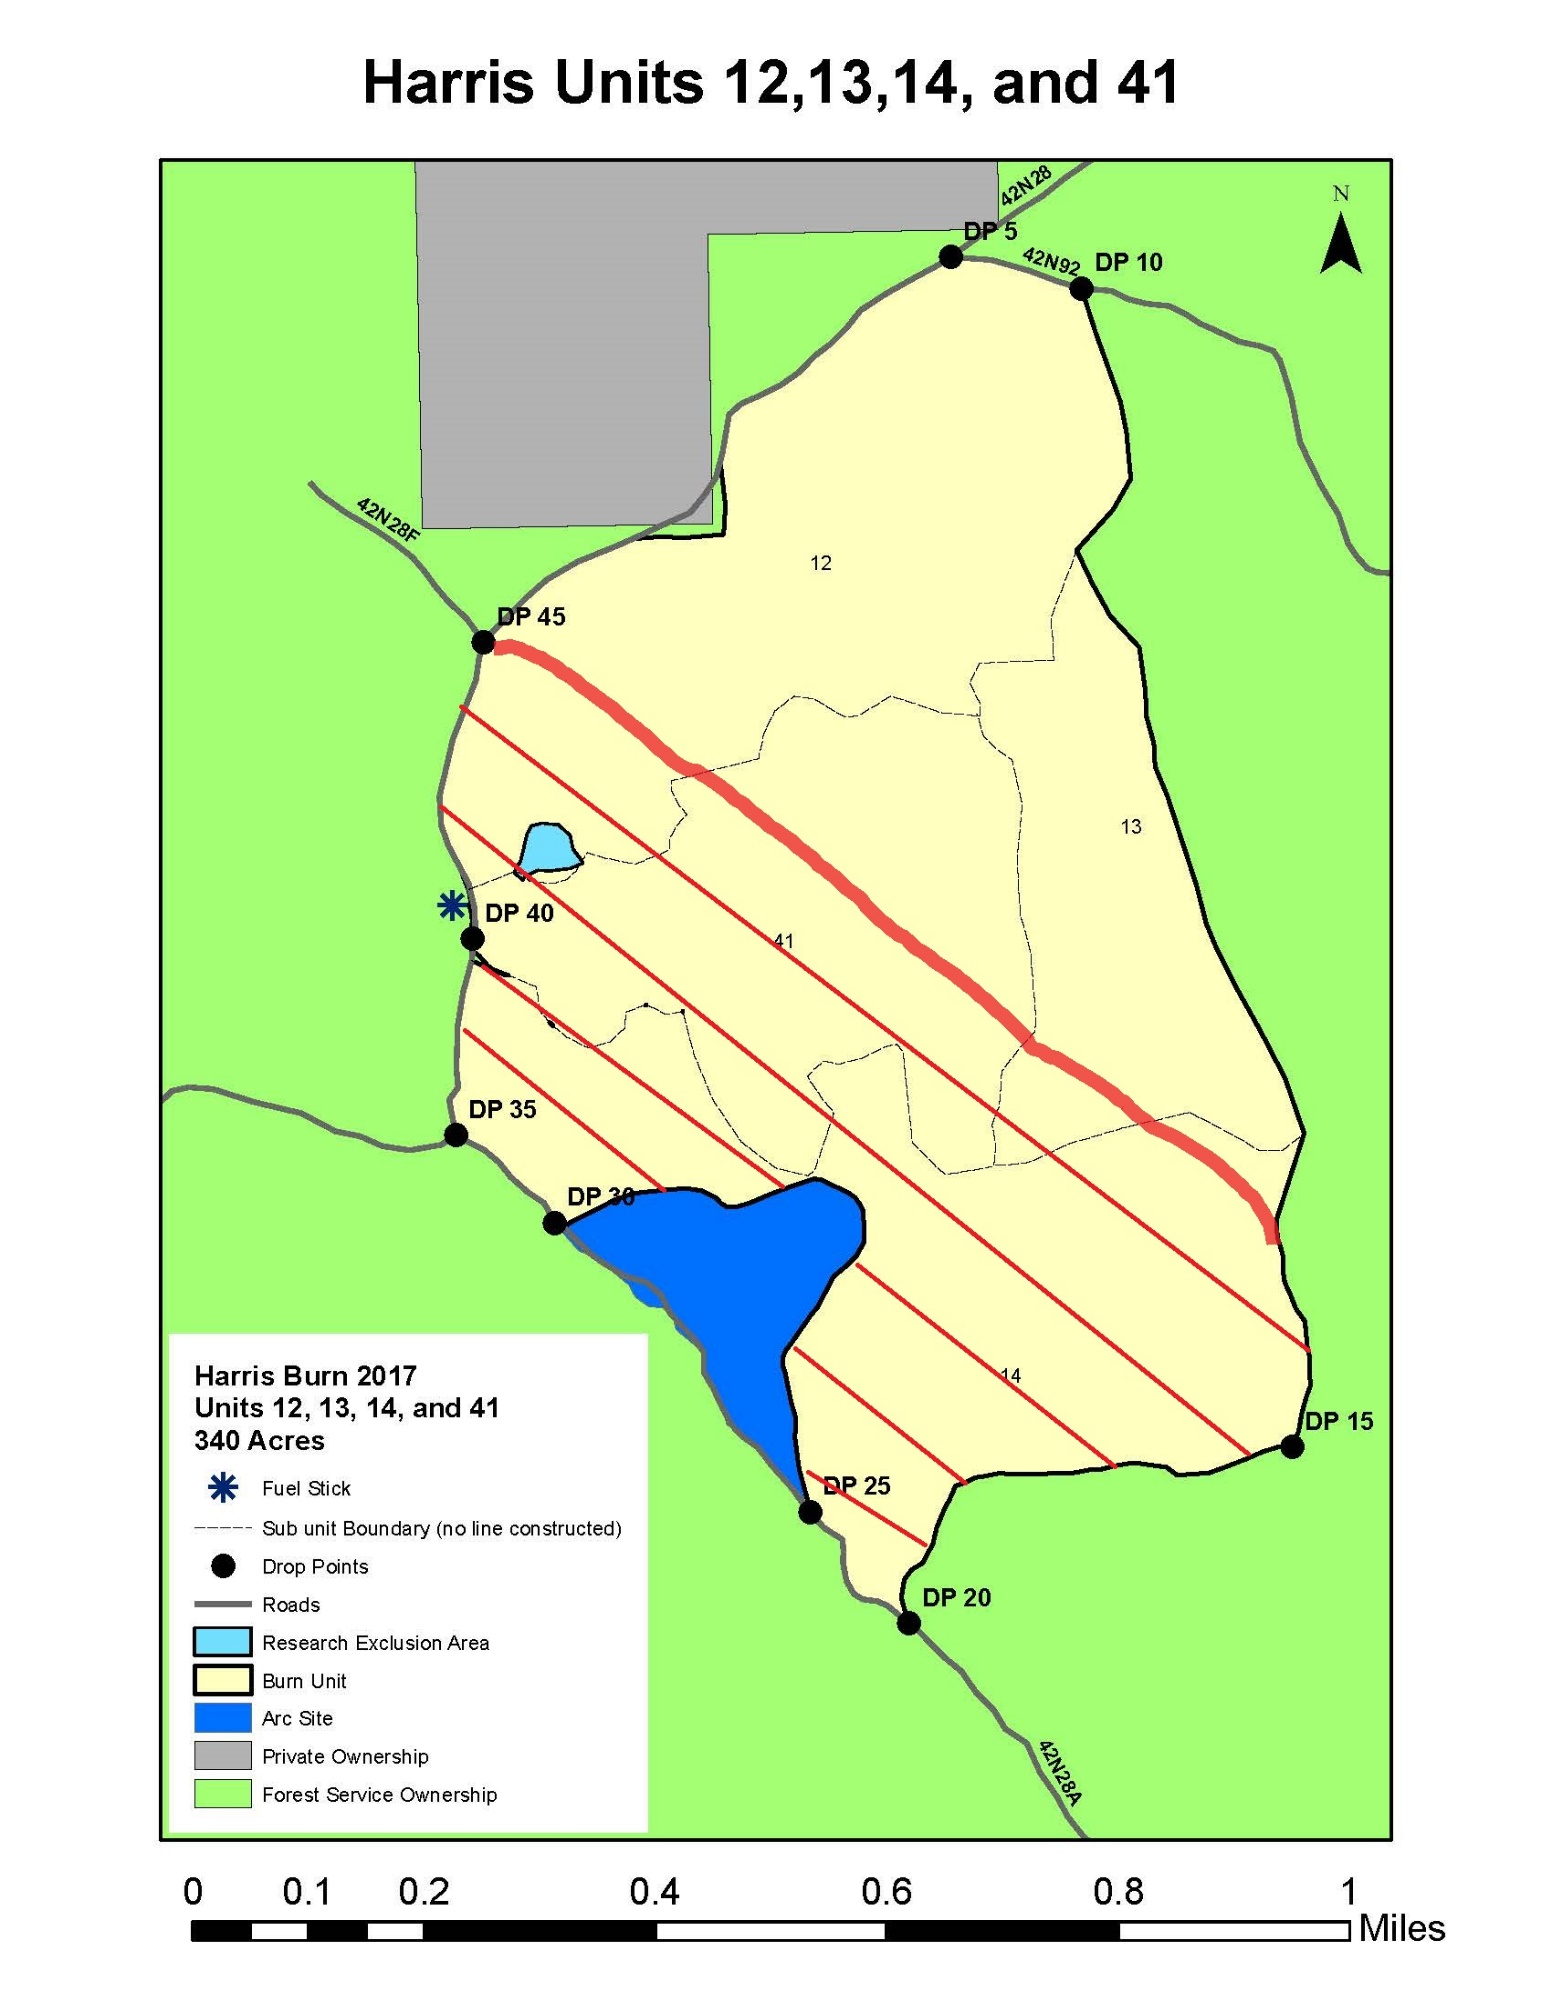 Harris Units 12,13,14, and 41
42N28
N
DP 5
42N92
DP 10
42N28F
12
DP 45
13
DP 40
41
DP 35
DP 30
14
DP 15
DP 25
DP 20
42N28A
Harris Burn 2017
Units 12, 13, 14, and 41
340 Acres
Fuel Stick
Sub unit Boundary (no line constructed)
Drop Points
Roads
Research Exclusion Area
Burn Unit
Arc Site
Private Ownership
Forest Service Ownership
0 0.1 0.2 0.4 0.6 0.8 1
Miles